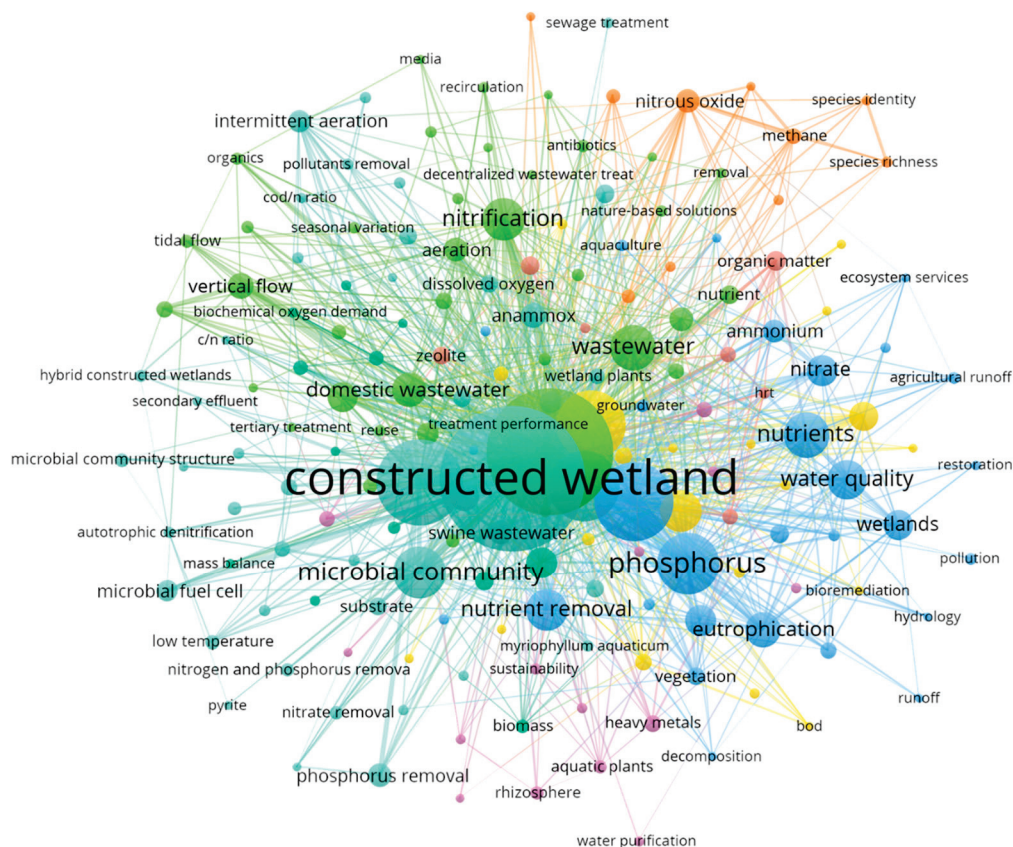 sewage treatment
media
recirculation
nitrous oxide
species identity
intermittent aeration
methane
organics
pollutants removal
antibiotics
species richness
decentralized wastewater treat
removal
cod/n ratio
nitrification
nature-based solutions
seasonal variation
tidal flow
aeration
aquaculture
organic matter
ecosystem services
vertical flow
dissolved oxygen
nutrient
biochemical oxygen demand
anammox
ammonium
c/n ratio
zeolite
wastewater
nitrate
hybrid constructed wetlands
wetland plants
agricultural runoff
domestic wastewater
hrt
secondary effluent
groundwater
tertiary treatment
reuse
treatment performance
nutrients
microbial community structure
constructed wetland
water quality
restoration
autotrophic denitrification
swine wastewater
wetlands
mass balance
microbial community
phosphorus
pollution
microbial fuel cell
bioremediation
substrate
nutrient removal
hydrology
low temperature
eutrophication
myriophyllum aquaticum
nitrogen and phosphorus remova
sustainability
vegetation
runoff
pyrite
nitrate removal
biomass
heavy metals
bod
decomposition
phosphorus removal
aquatic plants
rhizosphere
water purification